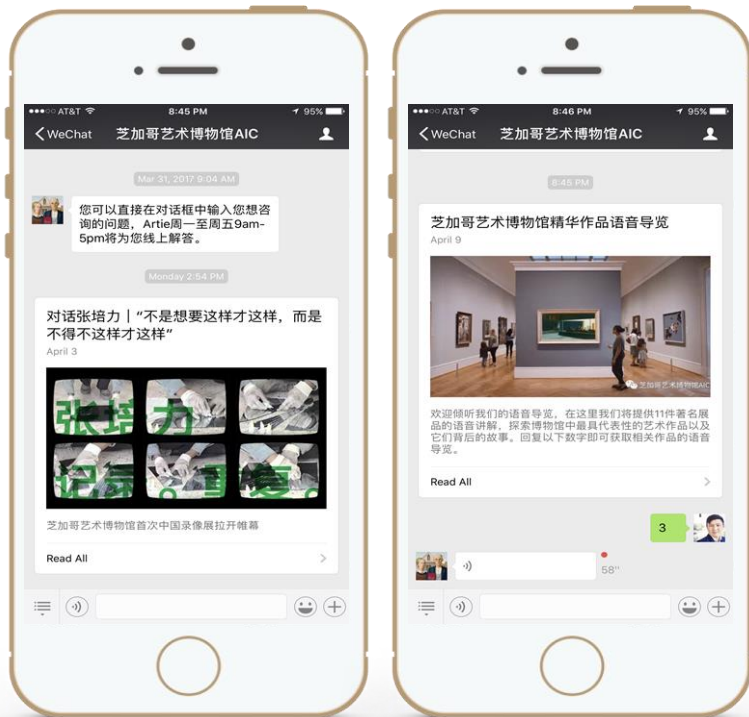 AT&T 8:45 PM 95%
WeChat 芝加哥艺术博物馆AIC
Mar 31, 2017 9:04 AM
您可以直接在对话框中输入您想咨
询的问题，Artie周一至周五9am-
5pm将为您线上解答。
Monday 2:54 PM
对话张培力丨“不是想要这样才这样，而是
不得不这样才这样”
April 3
张培力
记录。重复。
芝加哥艺术博物馆首次中国录像展拉开帷幕
Read All
AT&T 8:46 PM 95%
WeChat 芝加哥艺术博物馆AIC
8:45 PM
芝加哥艺术博物馆精华作品语音导览
April 9
芝加哥艺术博物馆AIC
欢迎倾听我们的语音导览，在这里我们将提供11件著名展
品的语音讲解，探索博物馆中最具代表性的艺术作品以及
它们背后的故事。回复以下数字即可获取相关作品的语音
导览。
Read All
3
58"